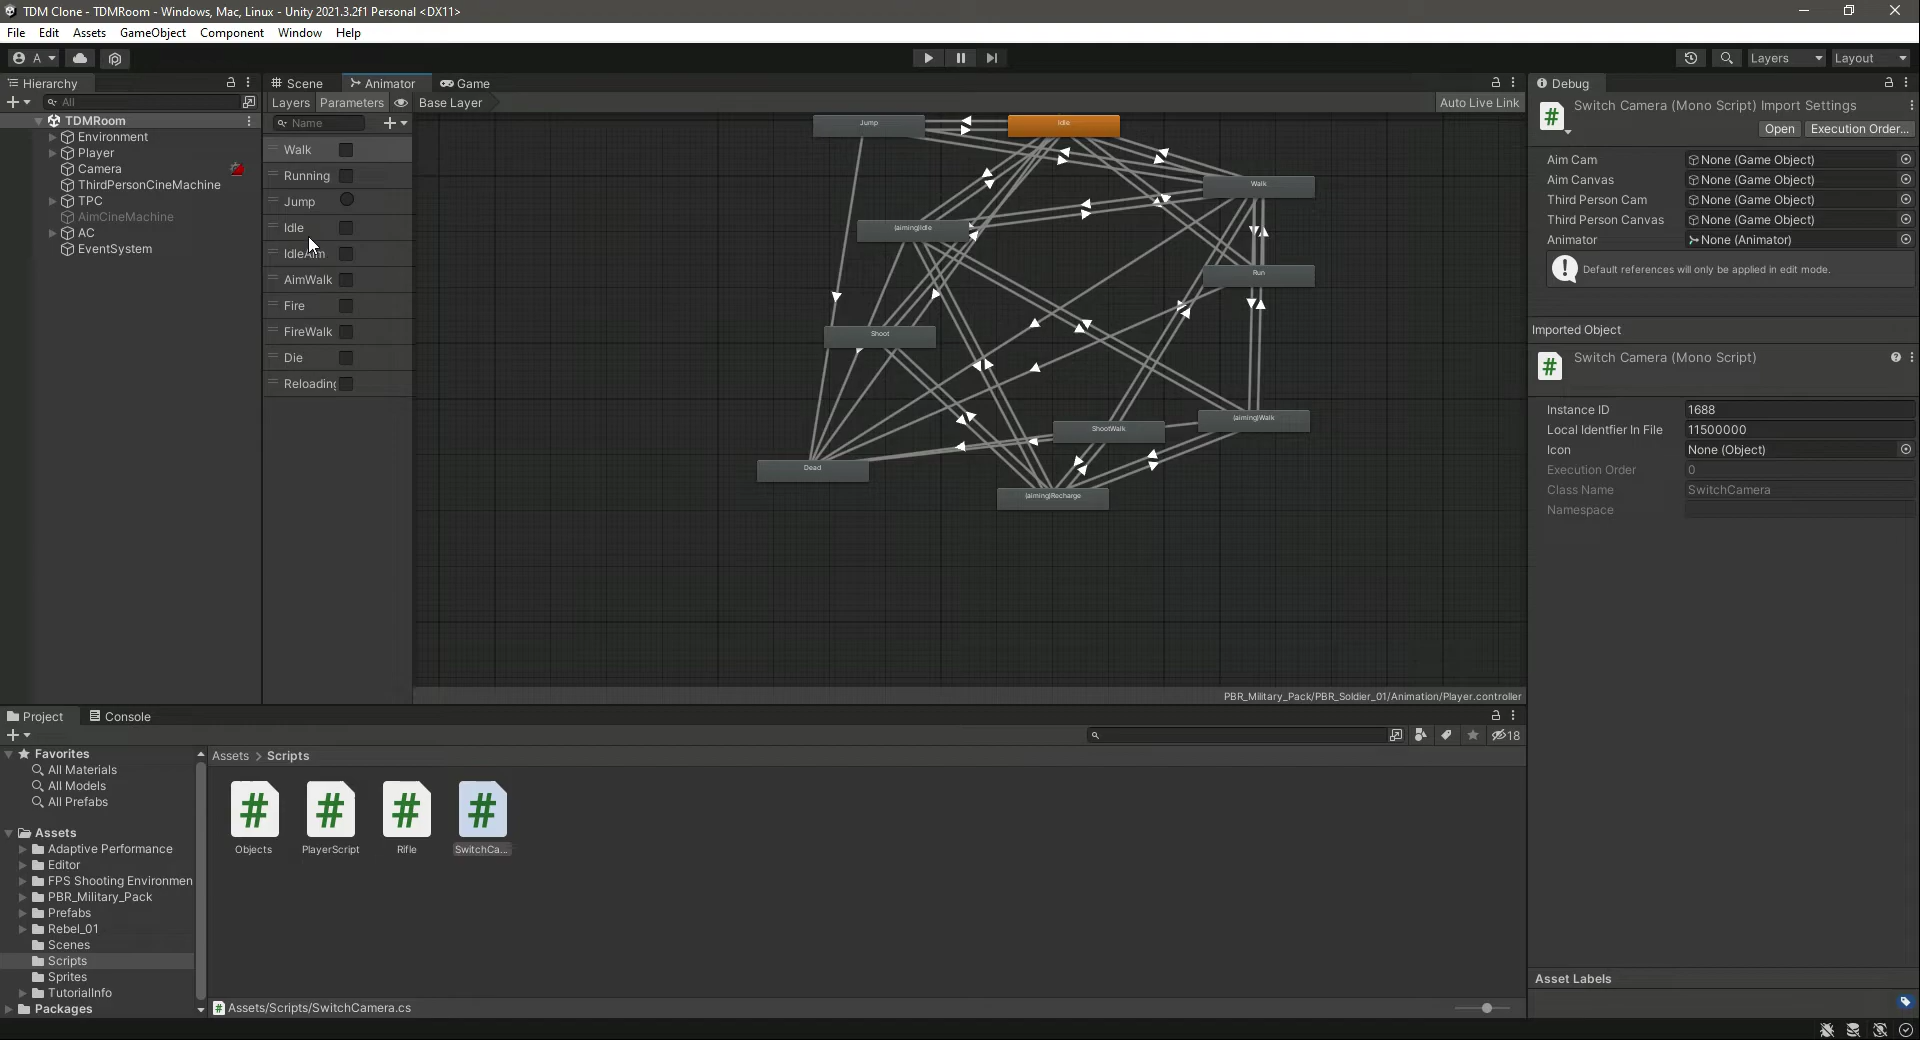 TDM Clone - TDMRoom - Windows, Mac, Linux - Unity 2021.3.2f1 Personal <DX11>
File Edit Assets GameObject Component Window Help
A Layers Layout
Hierarchy
All
TDMRoom
Environment
Player
Camera
ThirdPersonCineMachine
TPC
AimCineMachine
AC
EventSystem
Scene Animator Game
Layers Parameters Base Layer Auto Live Link
Name
Walk
Running
Jump
Idle
IdleAim
AimWalk
Fire
FireWalk
Die
Reloading
Jump Idle
Walk
(aiming)Idle
Run
Shoot
(aiming)Walk
ShootWalk
Dead
(aiming)Recharge
PBR_Military_Pack/PBR_Soldier_01/Animation/Player.controller
Debug
Switch Camera (Mono Script) Import Settings
Open Execution Order...
Aim Cam None (Game Object)
Aim Canvas None (Game Object)
Third Person Cam None (Game Object)
Third Person Canvas None (Game Object)
Animator None (Animator)
Default references will only be applied in edit mode.
Imported Object
Switch Camera (Mono Script)
Instance ID 1688
Local Identfier In File 11500000
Icon None (Object)
Execution Order 0
Class Name SwitchCamera
Namespace
Asset Labels
Project Console
18
Favorites
All Materials
All Models
All Prefabs
Assets
Adaptive Performance
Editor
FPS Shooting Environmen
PBR_Military_Pack
Prefabs
Rebel_01
Scenes
Scripts
Sprites
TutorialInfo
Packages
Assets > Scripts
Objects PlayerScript Rifle SwitchCa...
Assets/Scripts/SwitchCamera.cs